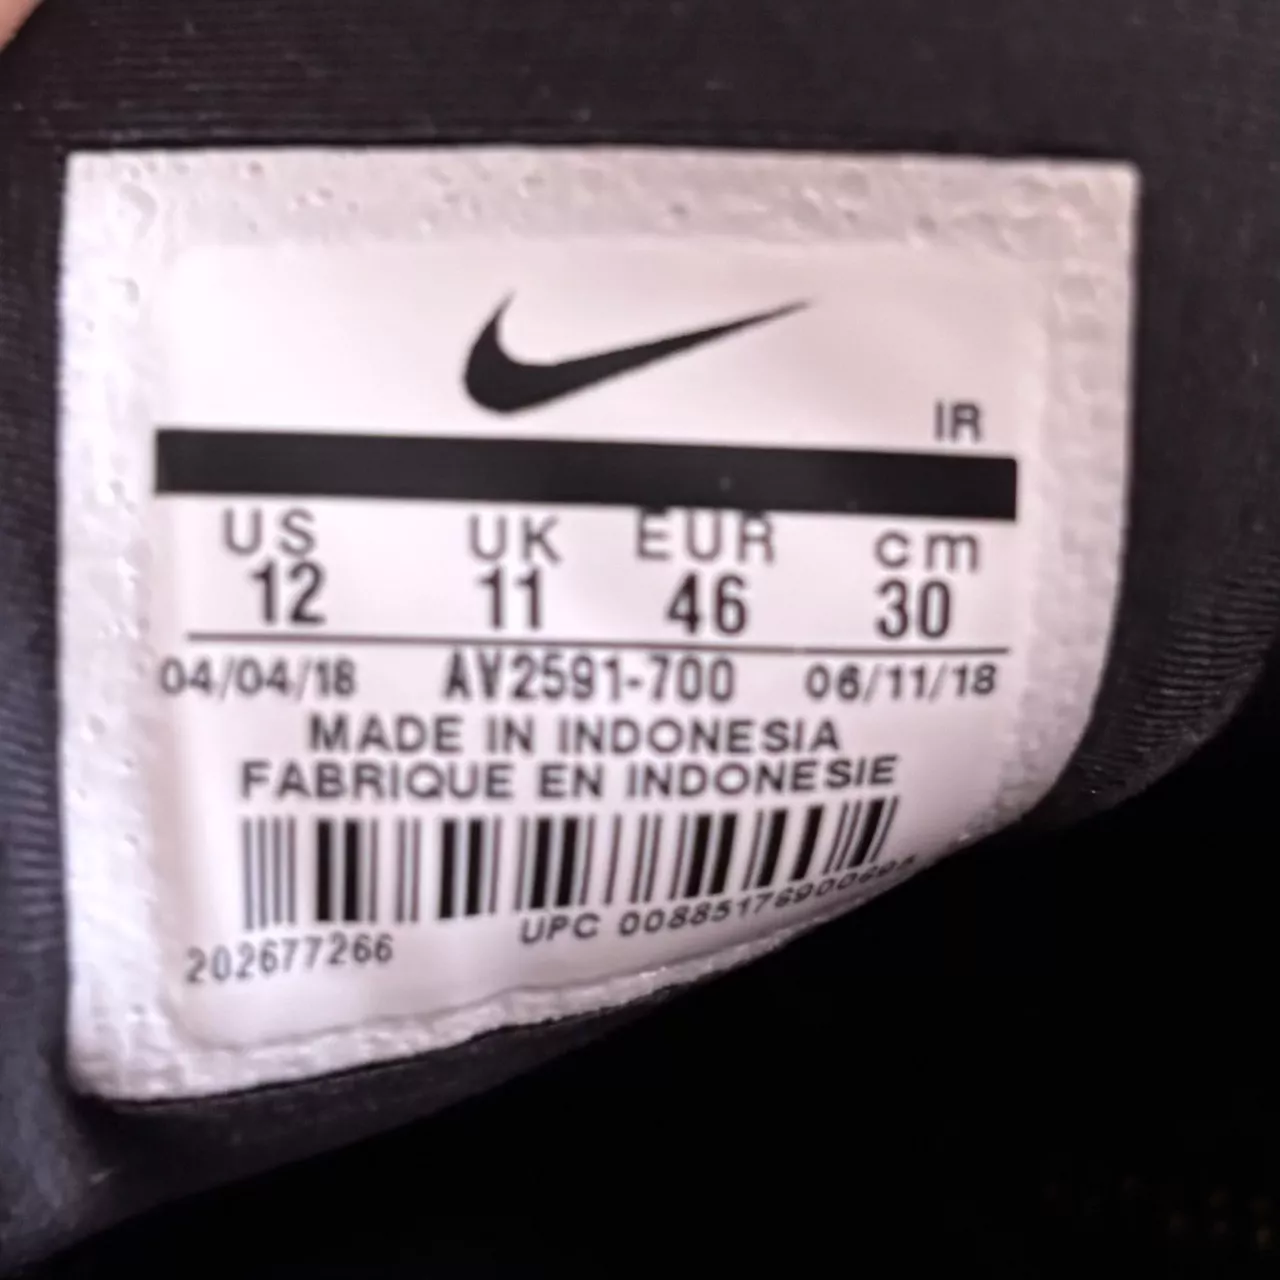 IR
US UK EUR cm
12 11 46 30
04/04/18 AV2591-700 06/11/18
MADE IN INDONESIA
FABRIQUE EN INDONESIE
UPC
202677266